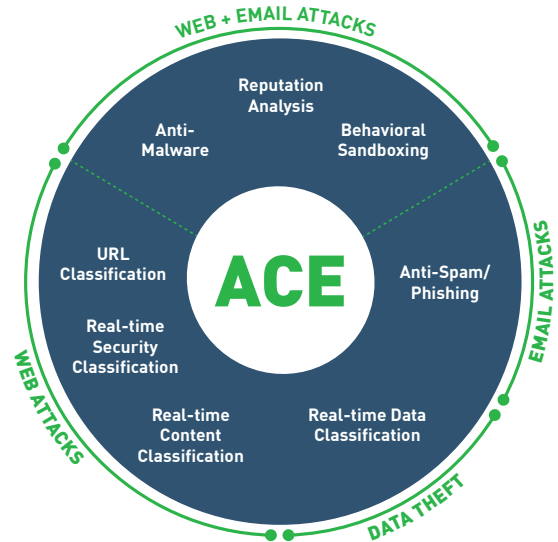 WEB + EMAIL ATTACKS
Reputation
Analysis
Anti-
Malware
Behavioral
Sandboxing
URL
Classification
ACE
Anti-Spam/
Phishing
EMAIL ATTACKS
Real-time
Security
Classification
WEB ATTACKS
Real-time
Content
Classification
Real-time Data
Classification
DATA THEFT